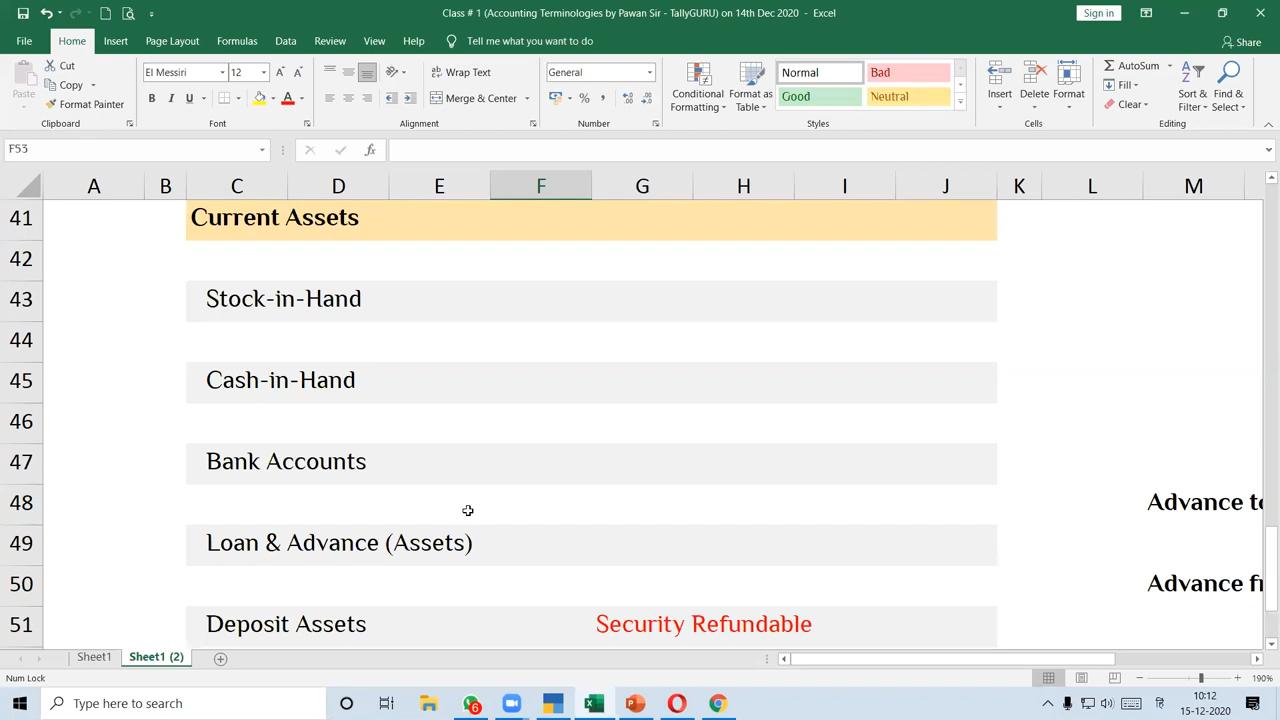 Class # 1 (Accounting Terminologies by Pawan Sir - TallyGURU) on 14th Dec 2020 - Excel
Sign in
File Home Insert Page Layout Formulas Data Review View Help Tell me what you want to do Share
Paste Cut Copy Format Painter
Clipboard
El Messiri 12
B I U
Font
Wrap Text
Merge & Center
Alignment
General
Number
Conditional Formatting
Format as Table
Normal Bad
Good Neutral
Styles
Insert Delete Format
Cells
AutoSum
Fill
Clear
Sort & Filter
Find & Select
Editing
F53
A B C D E F G H I J K L M
41 Current Assets
42
43 Stock-in-Hand
44
45 Cash-in-Hand
46
47 Bank Accounts
48 Advance
49 Loan & Advance (Assets)
50 Advance
51 Deposit Assets Security Refundable
Sheet1 Sheet1 (2)
Num Lock 190%
Type here to search
6
10:12
15-12-2020